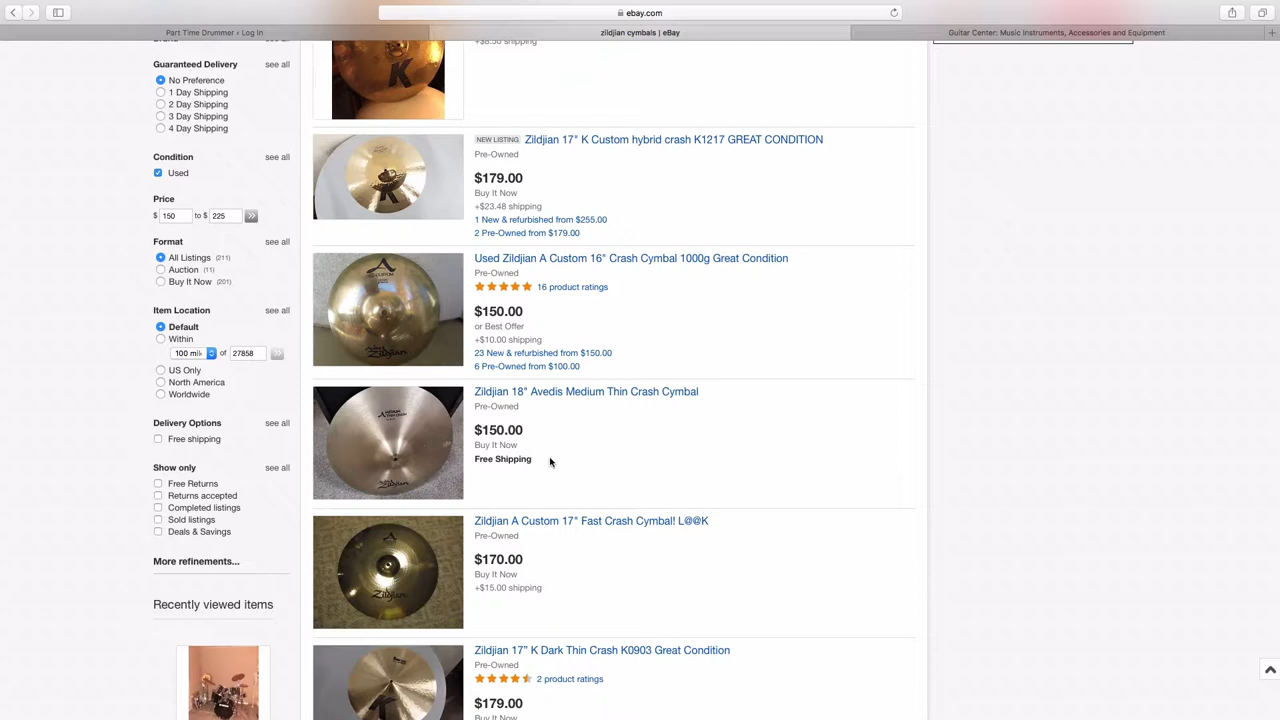 ebay.com
Part Time Drummer ‹ Log In
zildjian cymbals | eBay
Guitar Center: Music Instruments, Accessories and Equipment
Guaranteed Delivery see all
No Preference
1 Day Shipping
2 Day Shipping
3 Day Shipping
4 Day Shipping
Condition see all
Used
Price
$ 150 to $ 225
Format see all
All Listings (211)
Auction (11)
Buy It Now (201)
Item Location see all
Default
Within
100 mil of 27858
US Only
North America
Worldwide
Delivery Options see all
Free shipping
Show only see all
Free Returns
Returns accepted
Completed listings
Sold listings
Deals & Savings
More refinements...
Recently viewed items
+$8.50 shipping
K
NEW LISTING Zildjian 17" K Custom hybrid crash K1217 GREAT CONDITION
Pre-Owned
$179.00
Buy It Now
+$23.48 shipping
1 New & refurbished from $255.00
2 Pre-Owned from $179.00
K
Used Zildjian A Custom 16" Crash Cymbal 1000g Great Condition
Pre-Owned
16 product ratings
$150.00
or Best Offer
+$10.00 shipping
23 New & refurbished from $150.00
6 Pre-Owned from $100.00
A
Zildjian
Zildjian 18" Avedis Medium Thin Crash Cymbal
Pre-Owned
$150.00
Buy It Now
Free Shipping
A
Zildjian
Zildjian A Custom 17" Fast Crash Cymbal! L@@K
Pre-Owned
$170.00
Buy It Now
+$15.00 shipping
A
Zildjian
Zildjian 17” K Dark Thin Crash K0903 Great Condition
Pre-Owned
2 product ratings
$179.00
Buy It Now
K